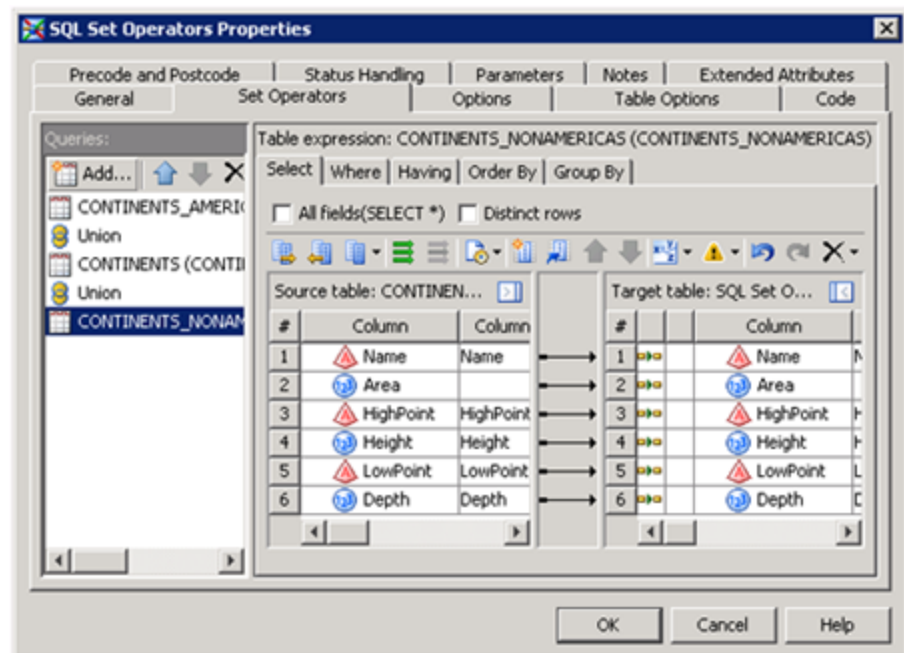 SQL Set Operators Properties
Precode and Postcode Status Handling Parameters Notes Extended Attributes
General Set Operators Options Table Options Code
Queries:
Table expression: CONTINENTS_NONAMERICAS (CONTINENTS_NONAMERICAS)
Add...
Select Where Having Order By Group By
CONTINENTS_AMERI
All fields(SELECT *) Distinct rows
Union
CONTINENTS (CONTI
Union
CONTINENTS_NONAM
Source table: CONTINEN... Target table: SQL Set O...
# Column Column # Column
1 Name Name 1 Name
2 Area 2 Area
3 HighPoint HighPoint 3 HighPoint
4 Height Height 4 Height
5 LowPoint LowPoint 5 LowPoint
6 Depth Depth 6 Depth
OK Cancel Help